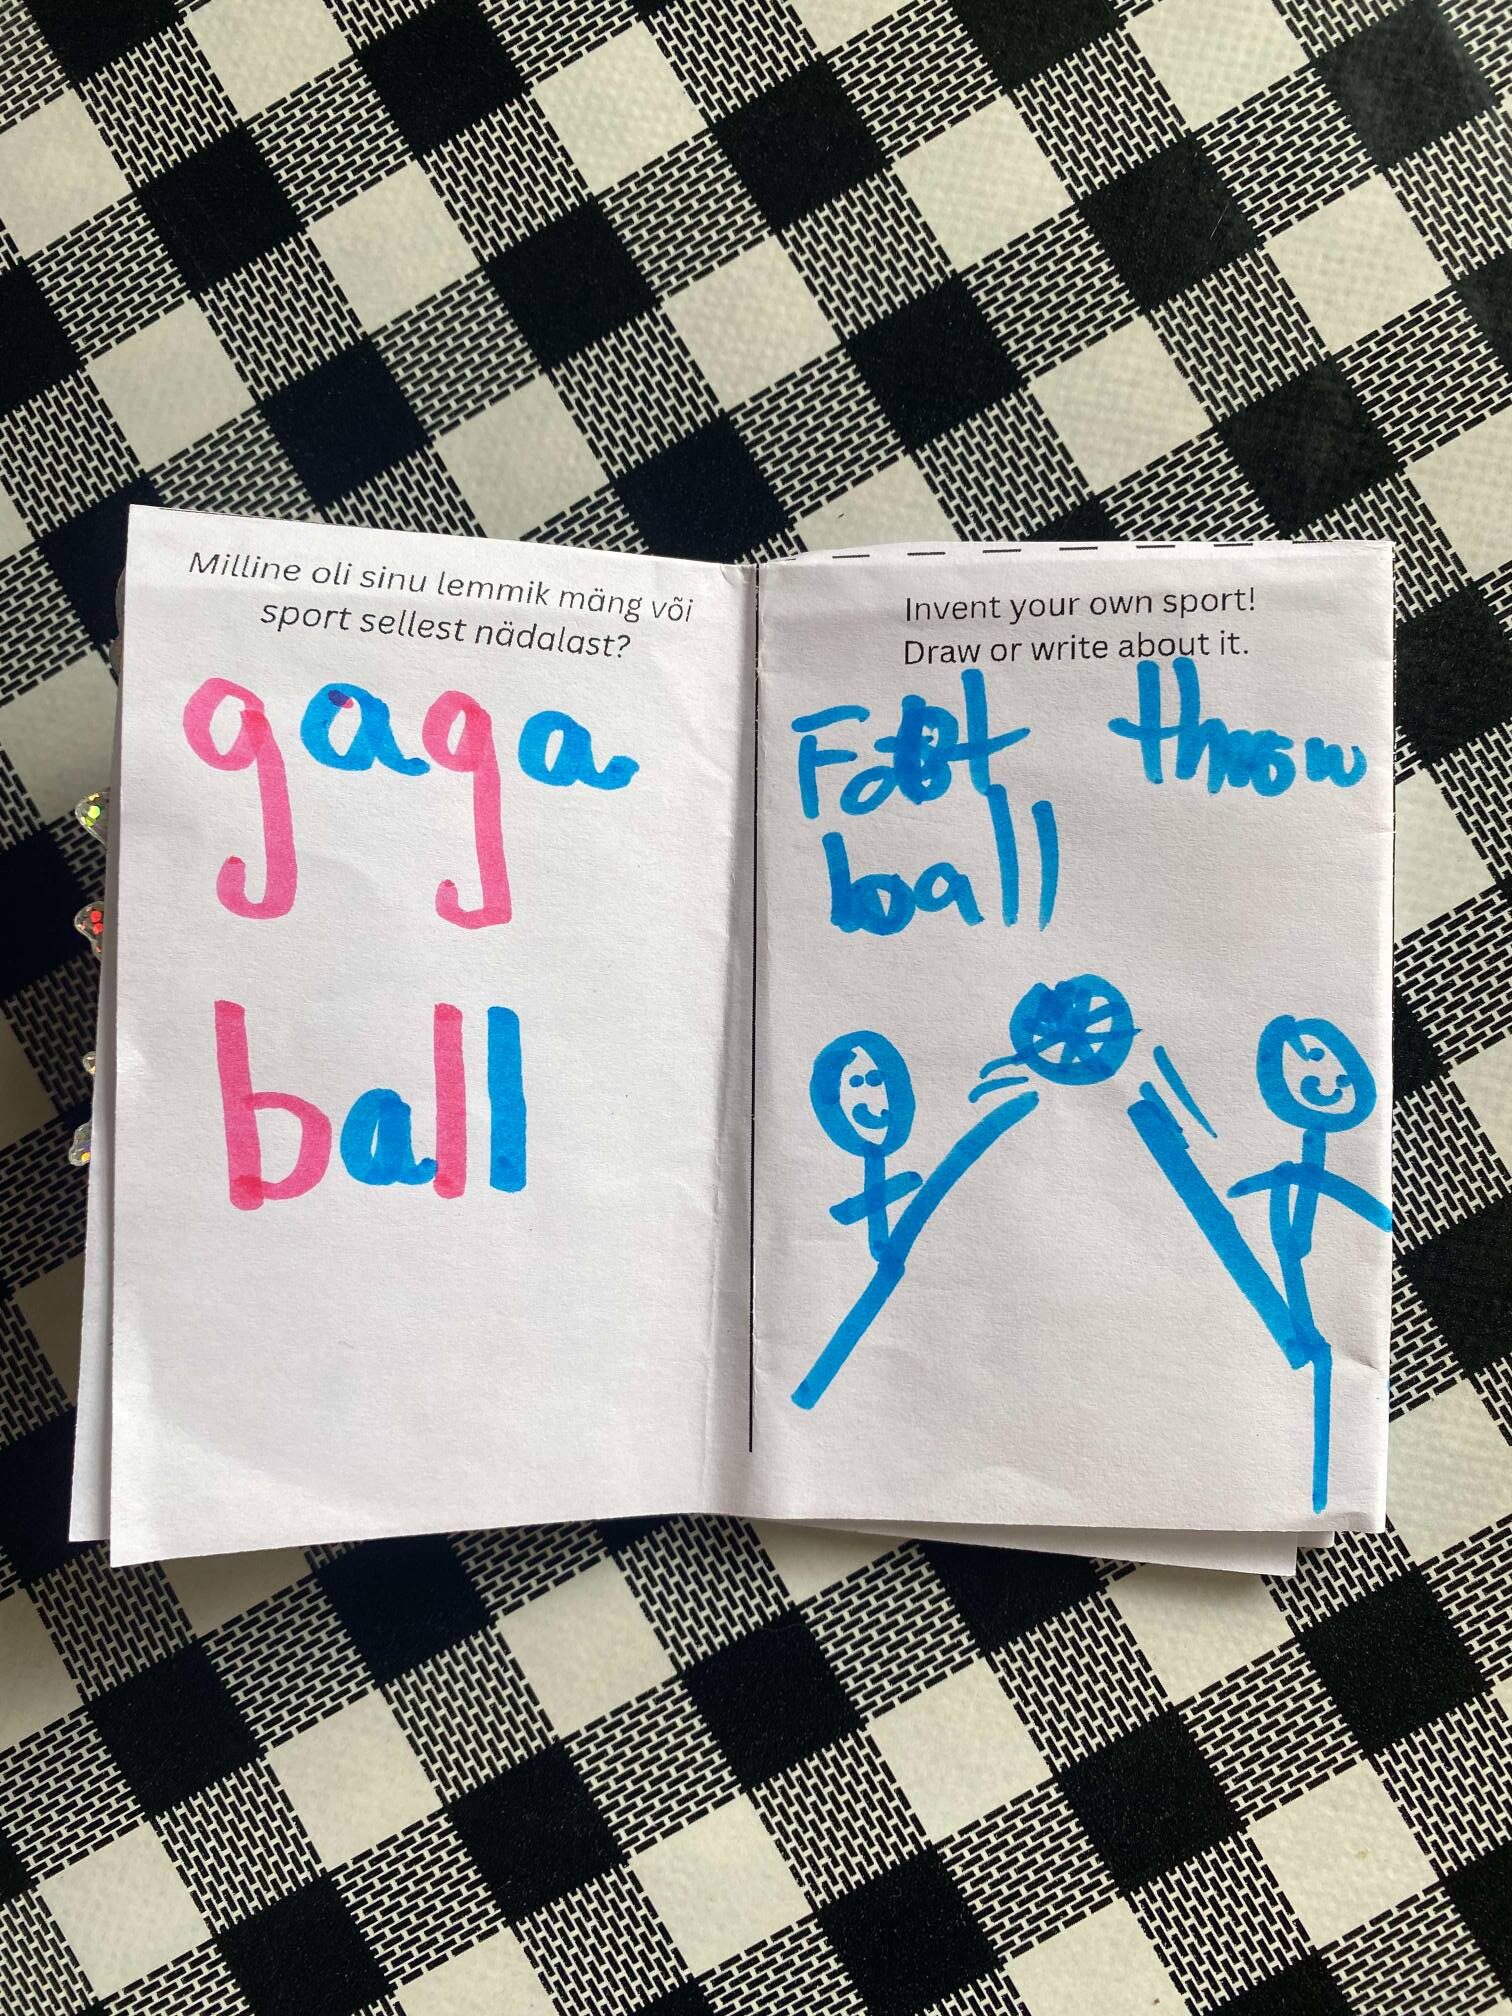 Milline oli sinu lemmik mäng või
sport sellest nädalast?
gaga
ball
Invent your own sport!
Draw or write about it.
Foot throw
ball